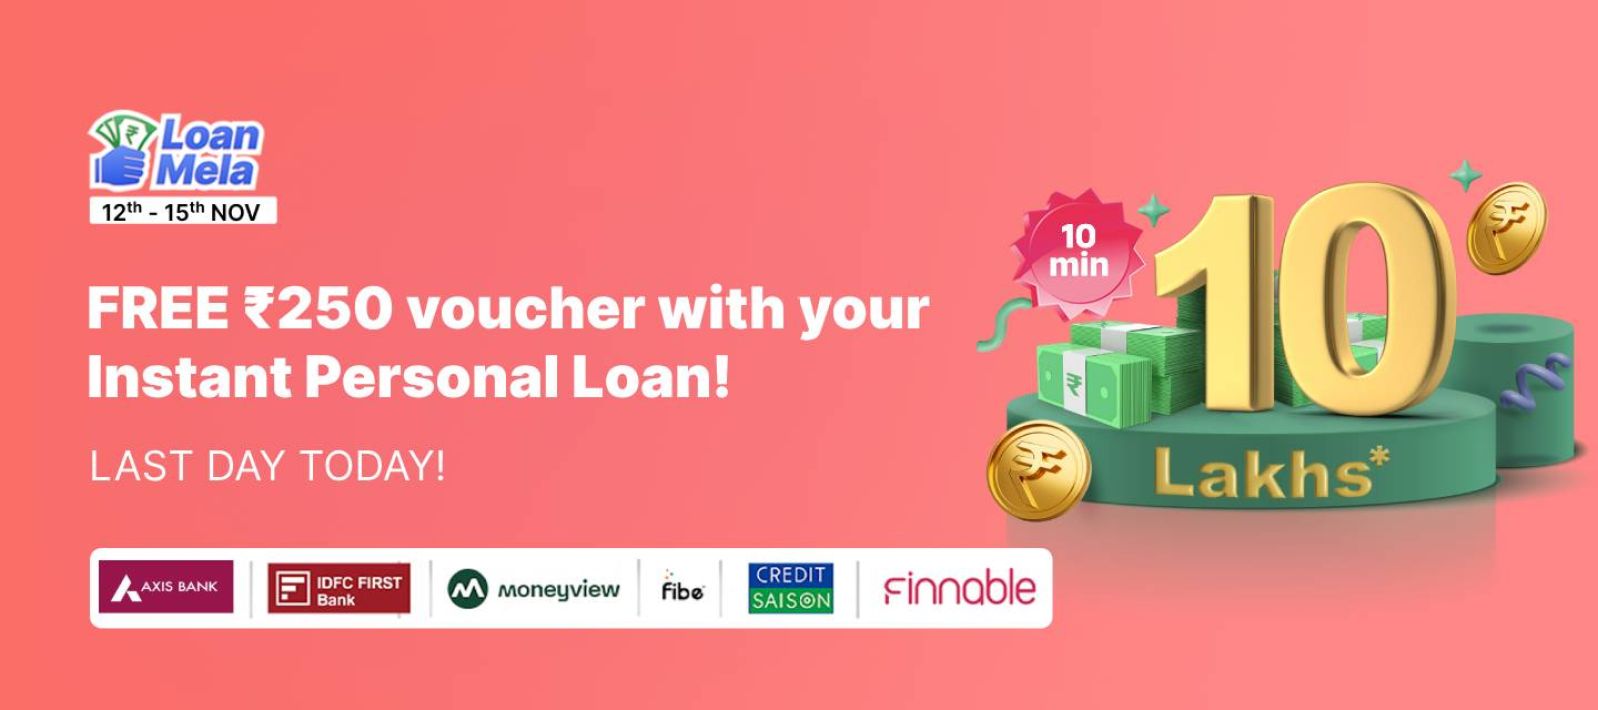 Loan
Mela
12th - 15th NOV
FREE ₹250 voucher with your
Instant Personal Loan!
LAST DAY TODAY!
10
min
10
Lakhs*
AXIS BANK
IDFC FIRST
Bank
moneyview
fibe
CREDIT
SAISON
Finnable